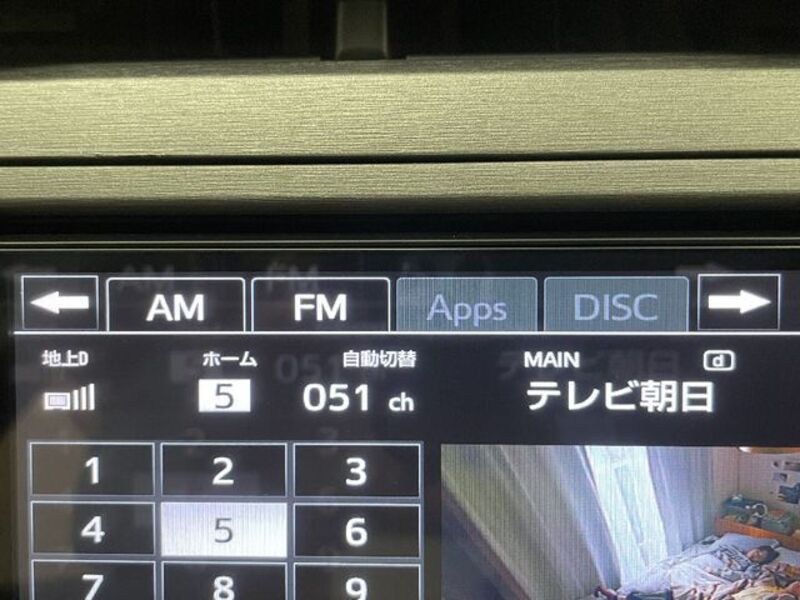 AM FM Apps DISC
地上D ホーム 自動切替 MAIN d
5 051 ch テレビ朝日
1 2 3
4 5 6
7 8 9